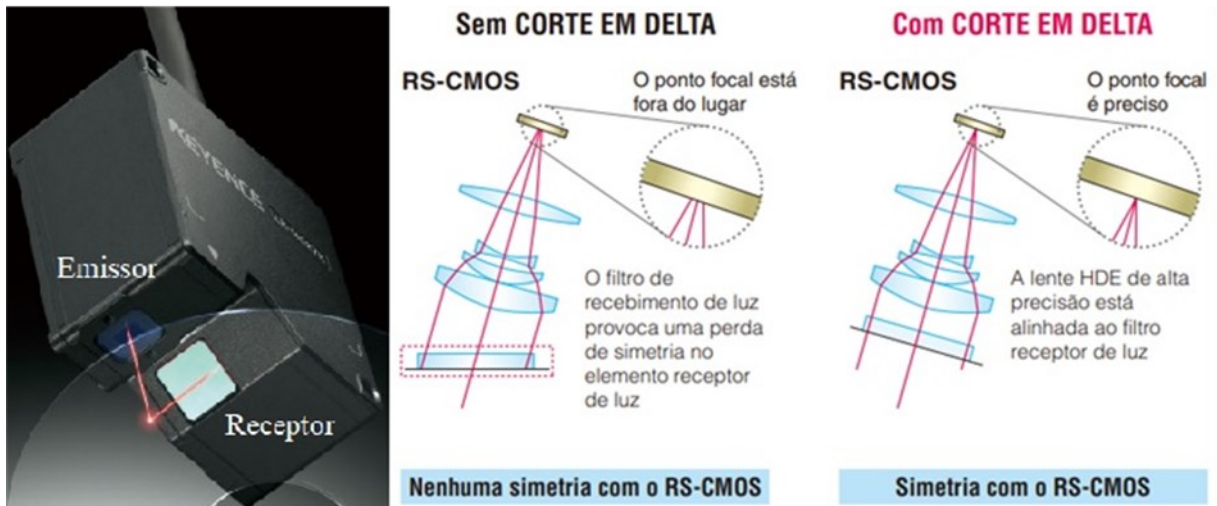 KEYENCE
Emissor
Receptor
Sem CORTE EM DELTA
RS-CMOS
O ponto focal está
fora do lugar
O filtro de
recebimento de luz
provoca uma perda
de simetria no
elemento receptor
de luz
Nenhuma simetria com o RS-CMOS
Com CORTE EM DELTA
RS-CMOS
O ponto focal
é preciso
A lente HDE de alta
precisão está
alinhada ao filtro
receptor de luz
Simetria com o RS-CMOS